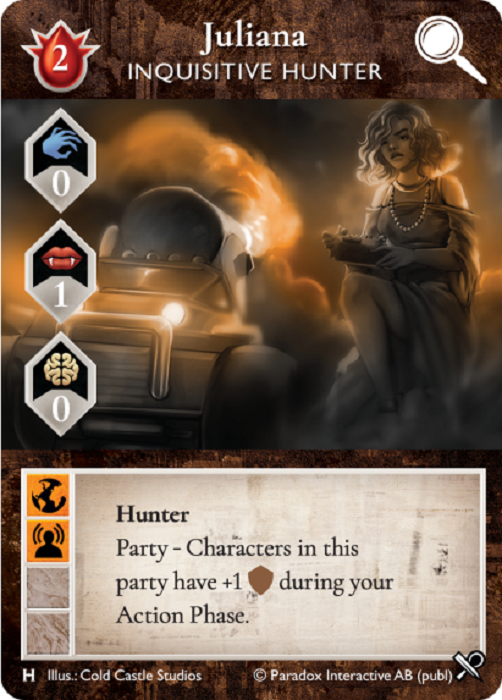 2
Juliana
INQUISITIVE HUNTER
0
1
0
Hunter
Party - Characters in this
party have +1 during your
Action Phase.
H Illus.: Cold Castle Studios © Paradox Interactive AB (publ)